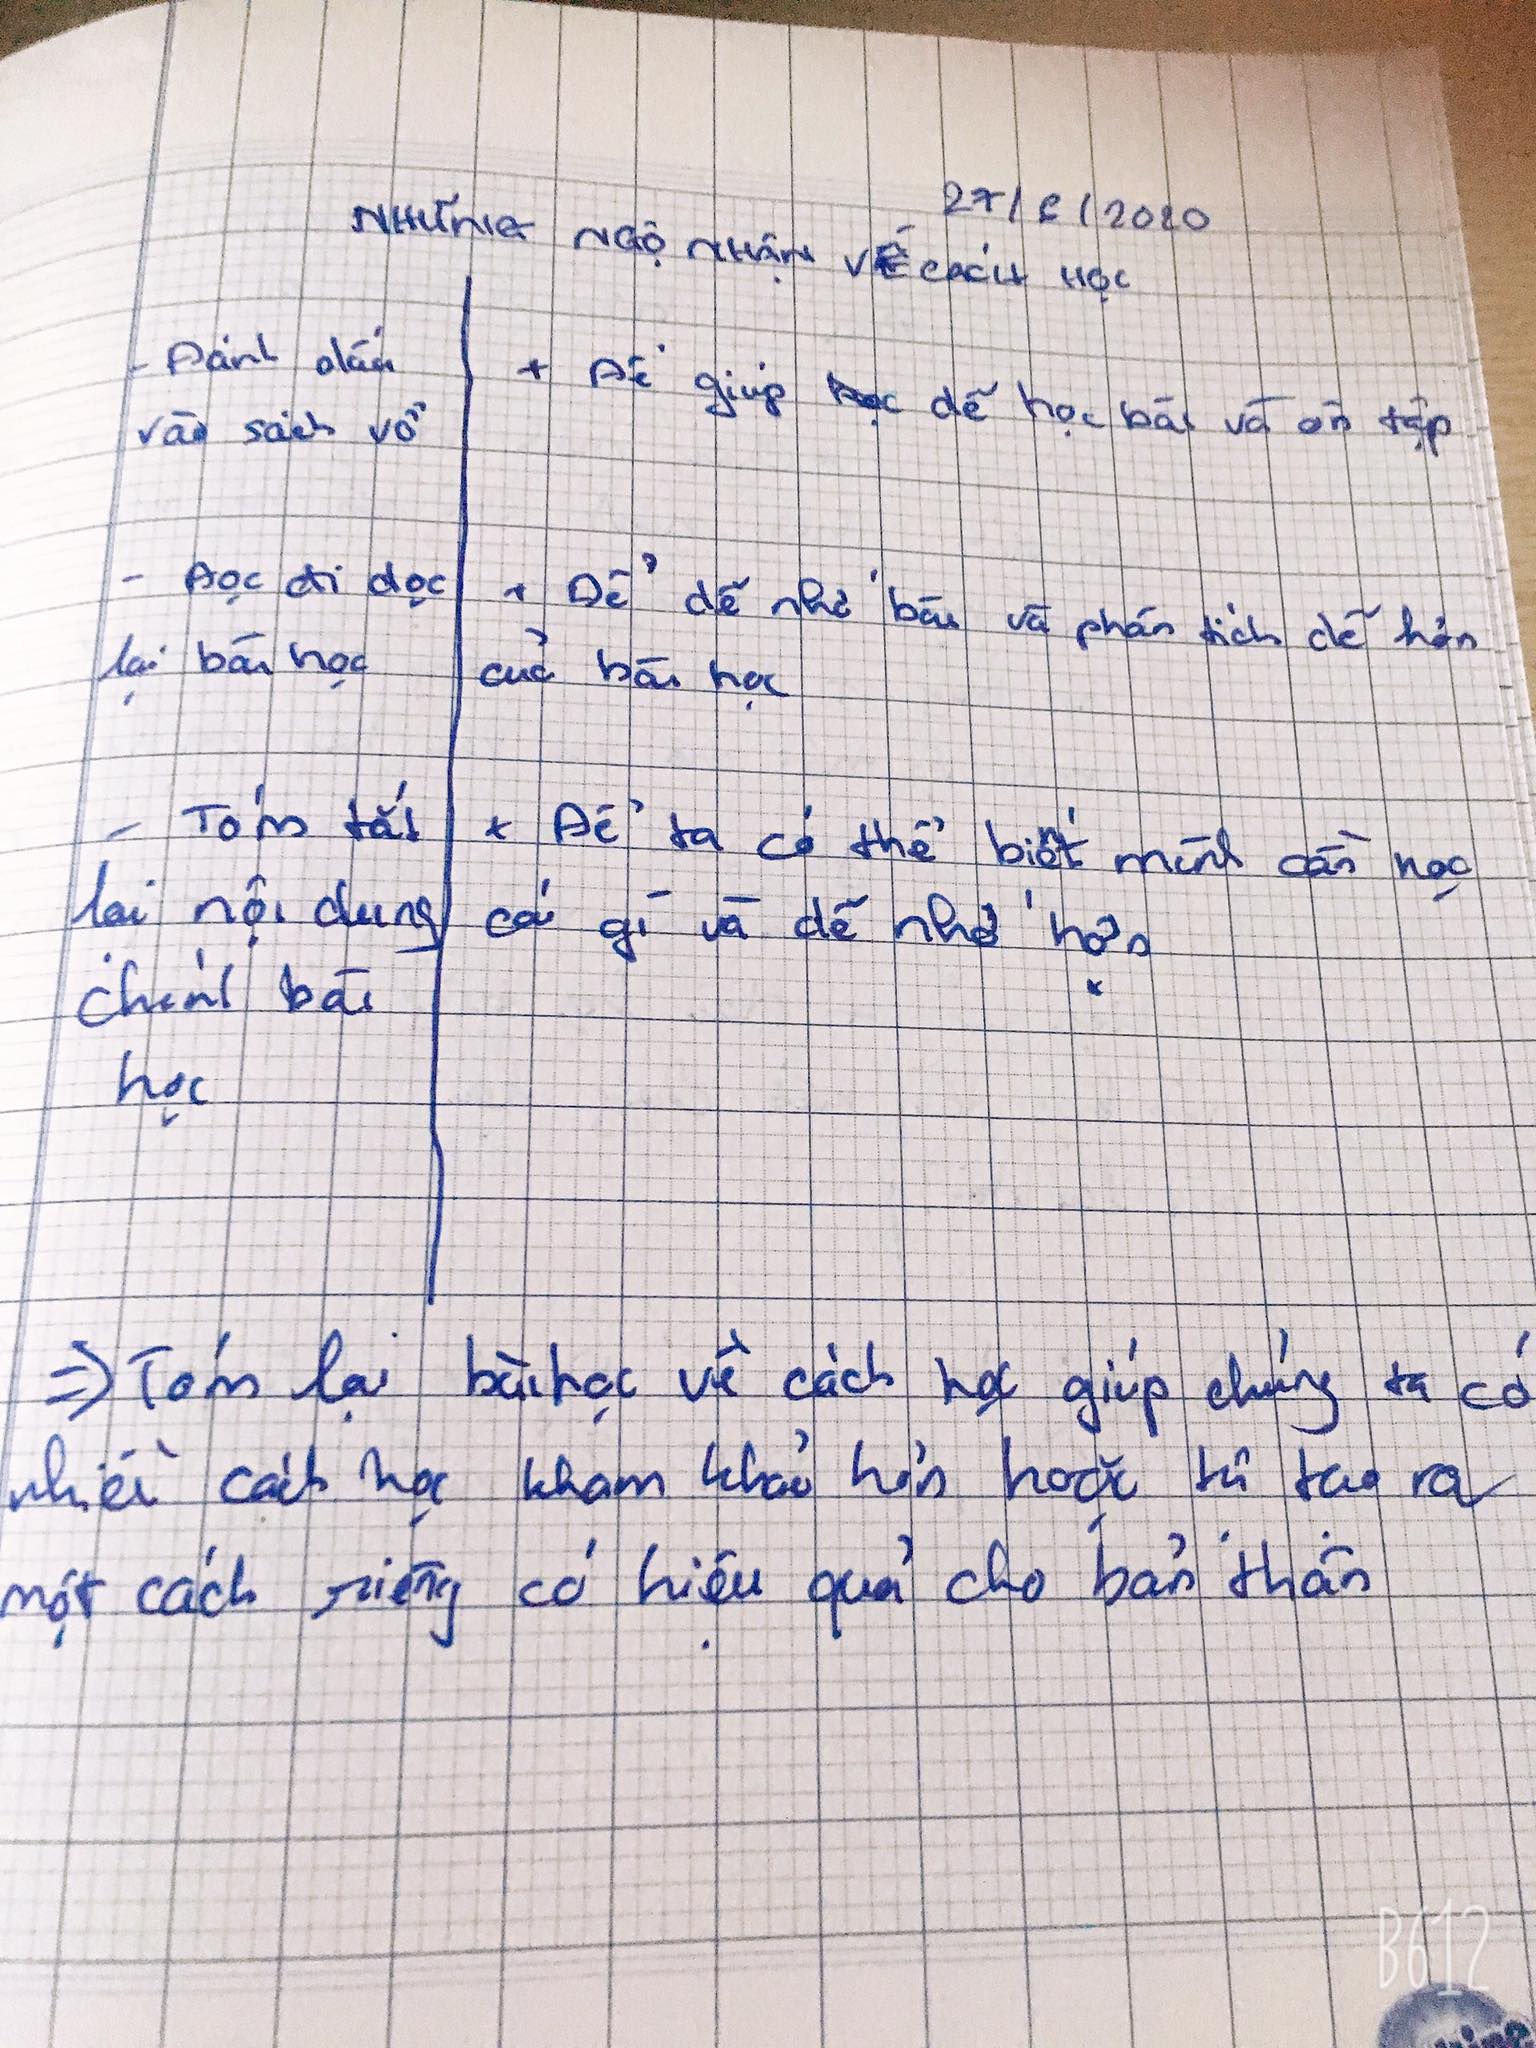 27/6/2020
NHỮNG NGỘ NHẬN VỀ CÁCH HỌC
- Đánh dấu
vào sách vở
+ Để giúp dễ học bài và ôn tập
- Đọc đi đọc
lại bài học
+ Để dễ nhớ bài và phân tích dễ hơn
của bài học
- Tóm tắt
lại nội dung
chính bài
học
+ Để ta có thể biết mình cần học
cái gì và dễ nhớ hơn
=> Tóm lại bài học về cách học giúp chúng ta có
nhiều cách học tham khảo hơn hoặc tự tạo ra
một cách riêng có hiệu quả cho bản thân
B612